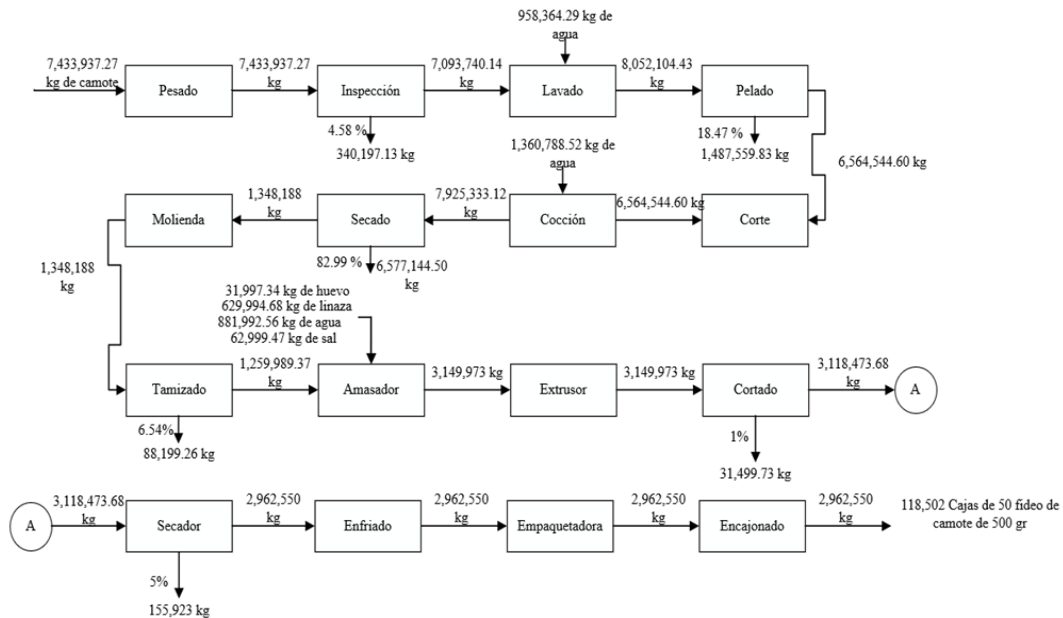 958,364.29 kg de
agua
7,433,937.27
kg de camote
Pesado
7,433,937.27
kg
Inspección
7,093,740.14
kg
Lavado
8,052,104.43
kg
Pelado
4.58 %
340,197.13 kg
18.47 %
1,487,559.83 kg
6,564,544.60 kg
1,360,788.52 kg de
agua
Molienda
1,348,188
kg
Secado
7,925,333.12
kg
Cocción
6,564,544.60 kg
Corte
82.99 %
6,577,144.50
kg
1,348,188
kg
31,997.34 kg de huevo
629,994.68 kg de linaza
881,992.56 kg de agua
62,999.47 kg de sal
Tamizado
1,259,989.37
kg
Amasador
3,149,973 kg
Extrusor
3,149,973 kg
Cortado
3,118,473.68
kg
A
6.54%
88,199.26 kg
1%
31,499.73 kg
A
3,118,473.68
kg
Secador
2,962,550
kg
Enfriado
2,962,550
kg
Empaquetadora
2,962,550
kg
Encajonado
2,962,550
kg
118,502 Cajas de 50 fideo de
camote de 500 gr
5%
155,923 kg